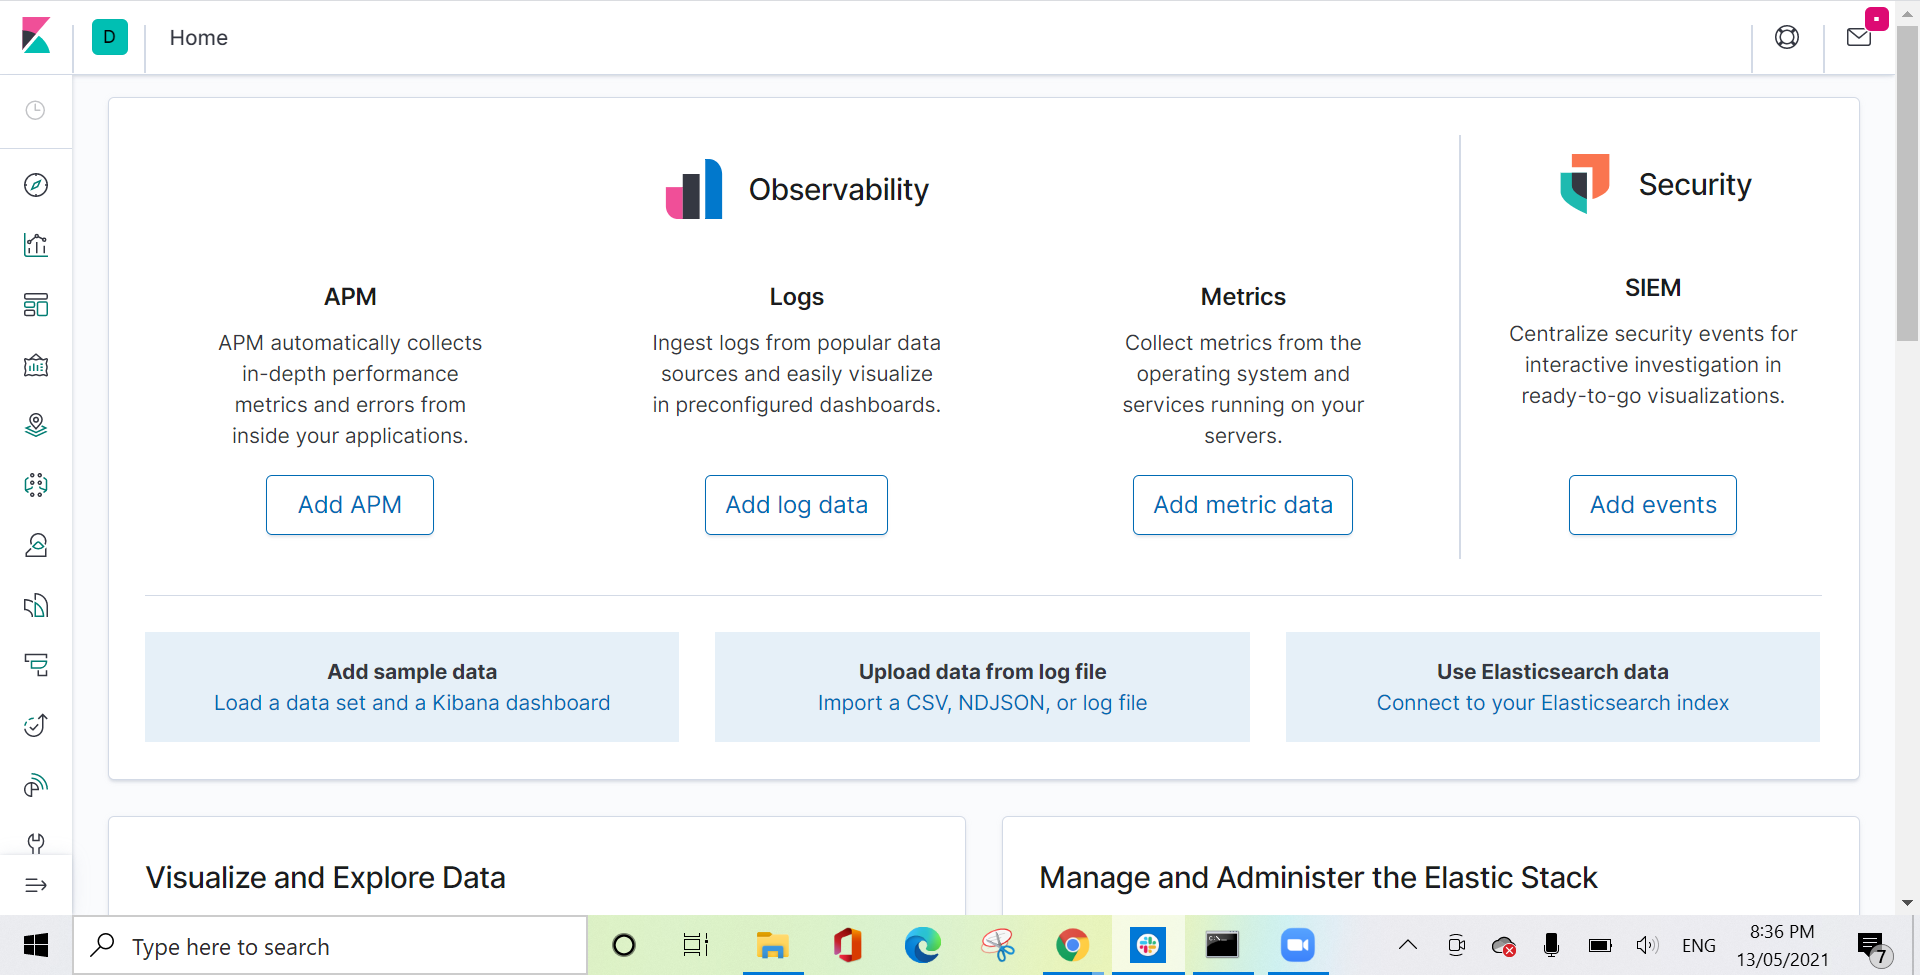 D
Home
Observability
Security
APM
APM automatically collects
in-depth performance
metrics and errors from
inside your applications.
Add APM
Logs
Ingest logs from popular data
sources and easily visualize
in preconfigured dashboards.
Add log data
Metrics
Collect metrics from the
operating system and
services running on your
servers.
Add metric data
SIEM
Centralize security events for
interactive investigation in
ready-to-go visualizations.
Add events
Add sample data
Load a data set and a Kibana dashboard
Upload data from log file
Import a CSV, NDJSON, or log file
Use Elasticsearch data
Connect to your Elasticsearch index
Visualize and Explore Data
Manage and Administer the Elastic Stack
Type here to search
ENG
8:36 PM
13/05/2021
7